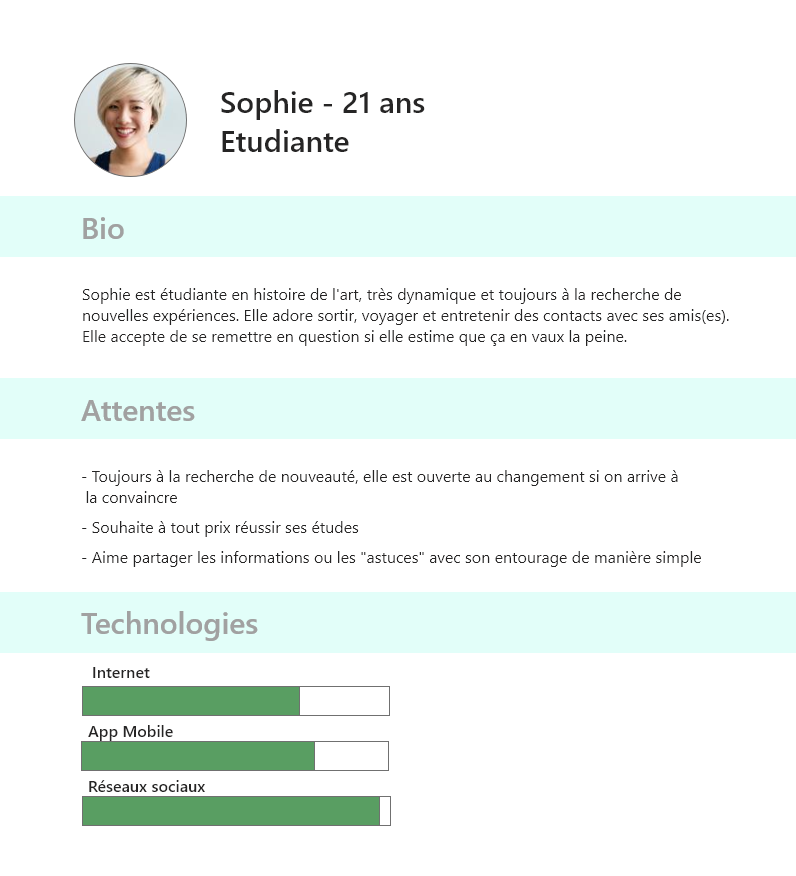 Sophie - 21 ans
Etudiante
Bio
Sophie est étudiante en histoire de l'art, très dynamique et toujours à la recherche de
nouvelles expériences. Elle adore sortir, voyager et entretenir des contacts avec ses amis(es).
Elle accepte de se remettre en question si elle estime que ça en vaux la peine.
Attentes
- Toujours à la recherche de nouveauté, elle est ouverte au changement si on arrive à
la convaincre
- Souhaite à tout prix réussir ses études
- Aime partager les informations ou les "astuces" avec son entourage de manière simple
Technologies
Internet
App Mobile
Réseaux sociaux